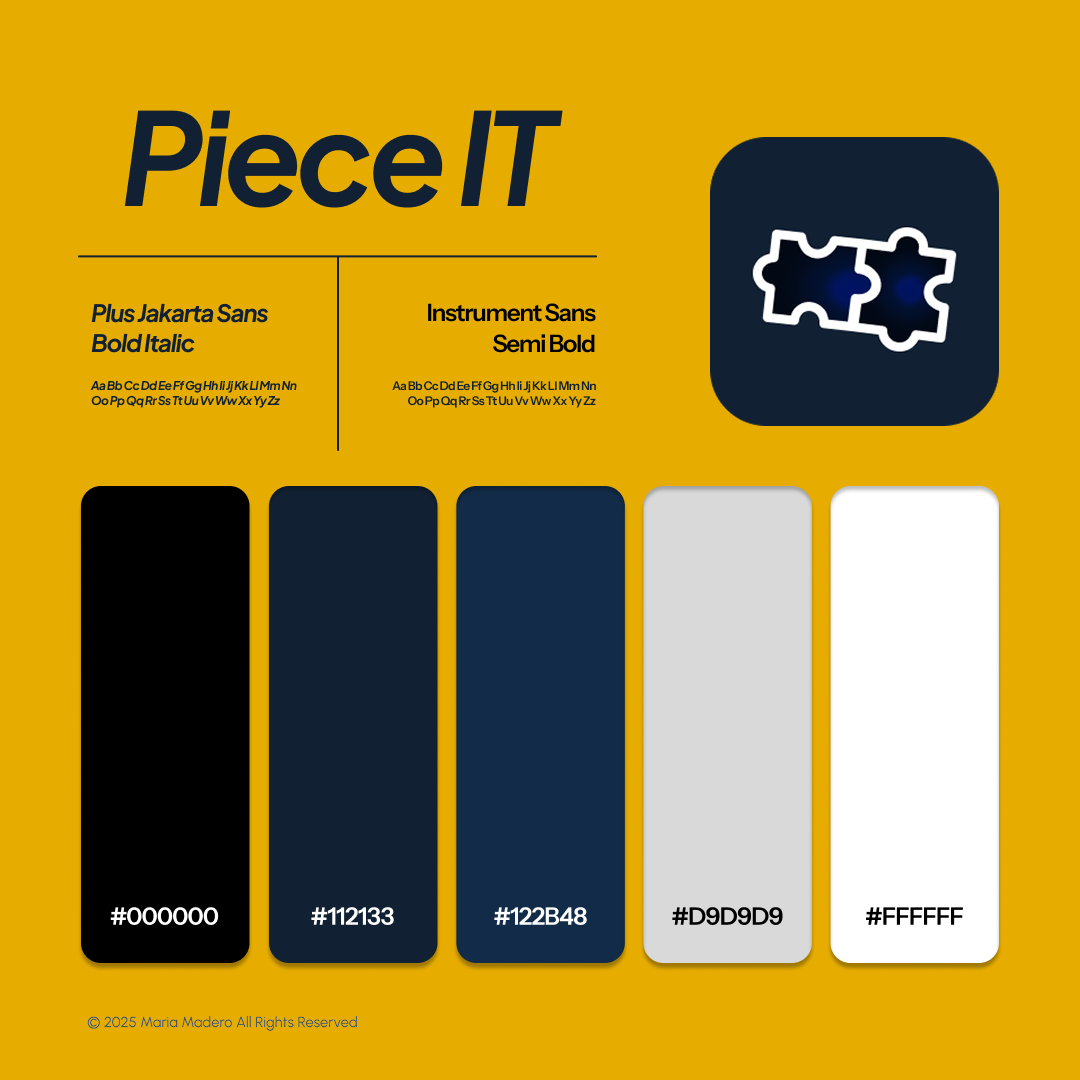 Piece IT
Plus Jakarta Sans
Bold Italic
Aa Bb Cc Dd Ee Ff Gg Hh Ii Jj Kk Ll Mm Nn
Oo Pp Qq Rr Ss Tt Uu Vv Ww Xx Yy Zz
Instrument Sans
Semi Bold
Aa Bb Cc Dd Ee Ff Gg Hh Ii Jj Kk Ll Mm Nn
Oo Pp Qq Rr Ss Tt Uu Vv Ww Xx Yy Zz
#000000
#112133
#122B48
#D9D9D9
#FFFFFF
© 2025 Maria Madero All Rights Reserved